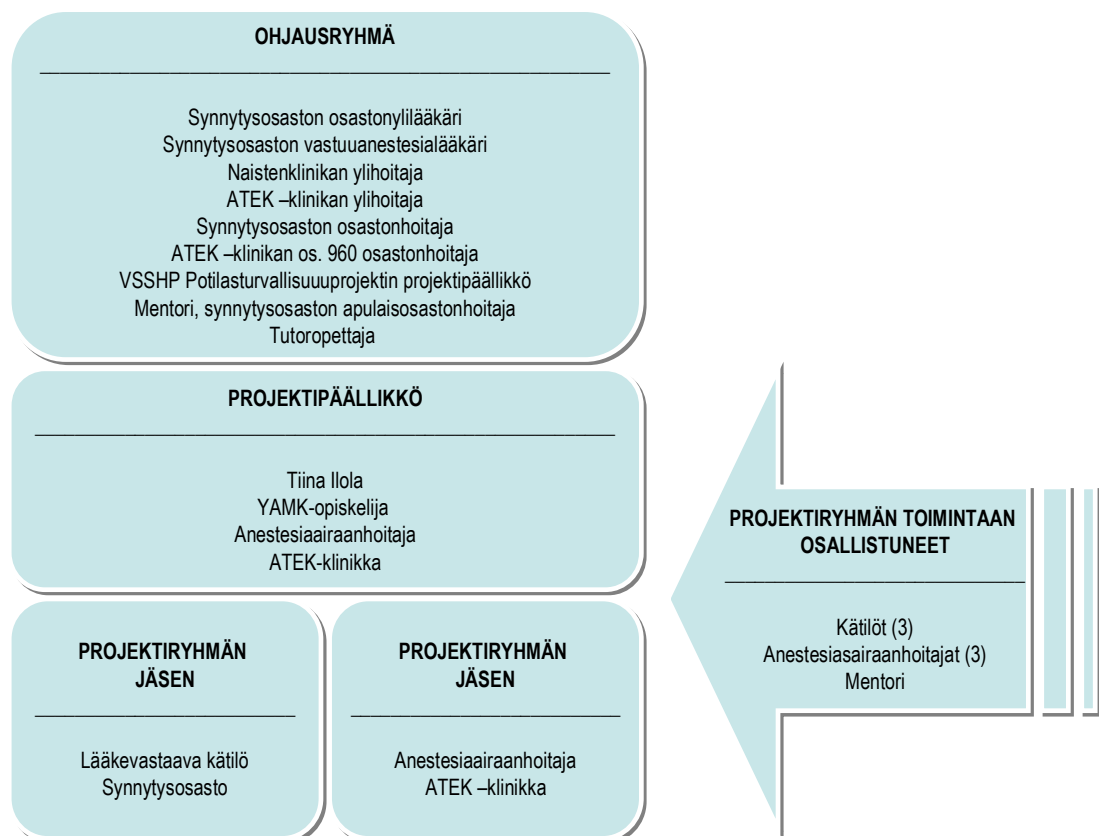 OHJAUSRYHMÄ
Synnytysosaston osastonylilääkäri
Synnytysosaston vastuuanestesialääkäri
Naistenklinikan ylihoitaja
ATEK –klinikan ylihoitaja
Synnytysosaston osastonhoitaja
ATEK –klinikan os. 960 osastonhoitaja
VSSHP Potilasturvallisuuuprojektin projektipäällikkö
Mentori, synnytysosaston apulaisosastonhoitaja
Tutoropettaja
PROJEKTIPÄÄLLIKKÖ
Tiina Ilola
YAMK-opiskelija
Anestesiaairaanhoitaja
ATEK-klinikka
PROJEKTIRYHMÄN
JÄSEN
Lääkevastaava kätilö
Synnytysosasto
PROJEKTIRYHMÄN
JÄSEN
Anestesiaairaanhoitaja
ATEK –klinikka
PROJEKTIRYHMÄN TOIMINTAAN
OSALLISTUNEET
Kätilöt (3)
Anestesiasairaanhoitajat (3)
Mentori